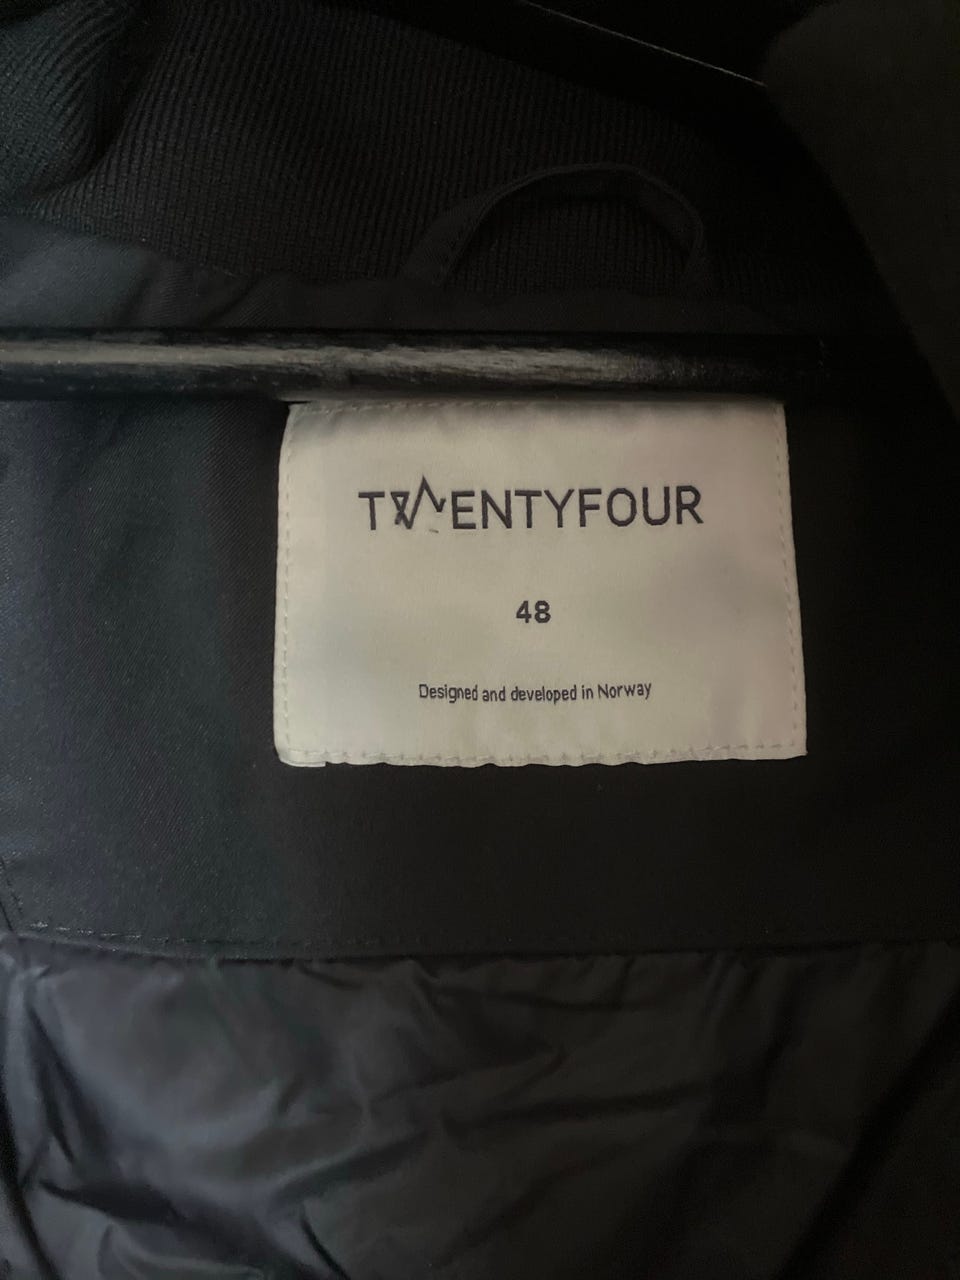 TWENTYFOUR
48
Designed and developed in Norway